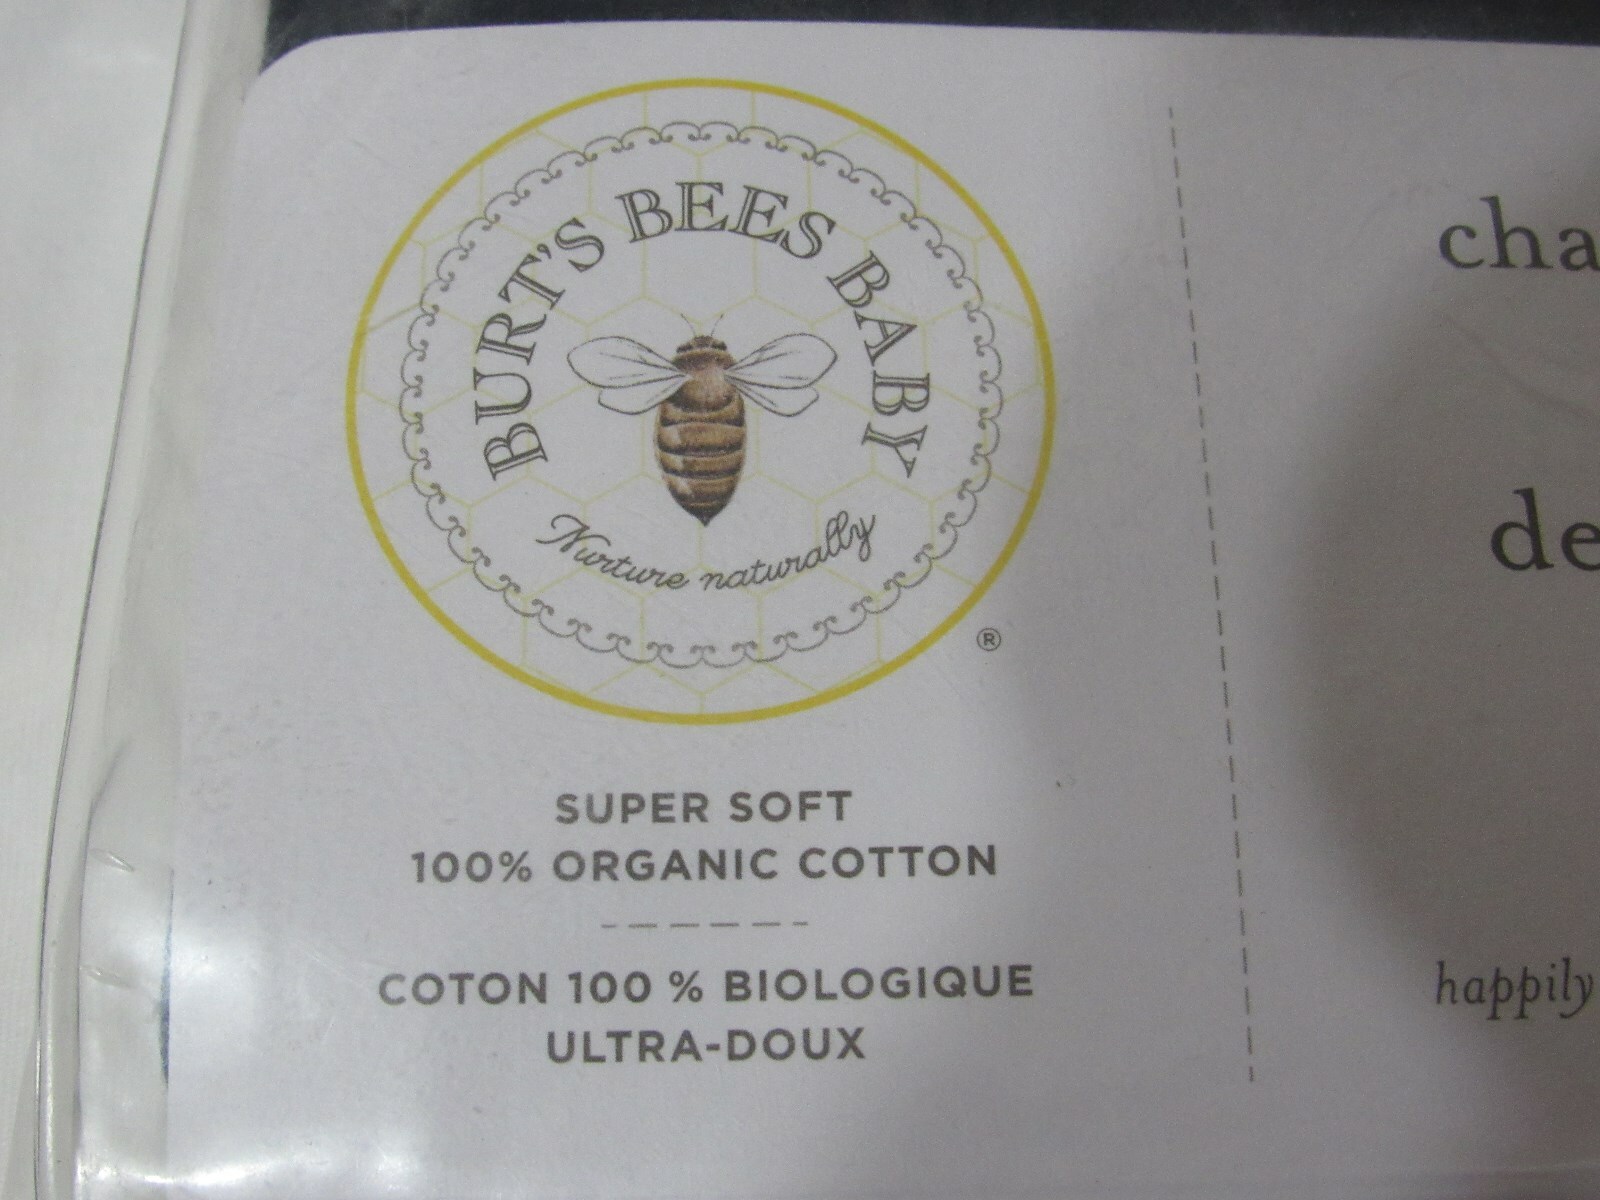 BURT'S BEES BABY
Nurture naturally
®
SUPER SOFT
100% ORGANIC COTTON
COTON 100 % BIOLOGIQUE
ULTRA-DOUX
cha
de
happily